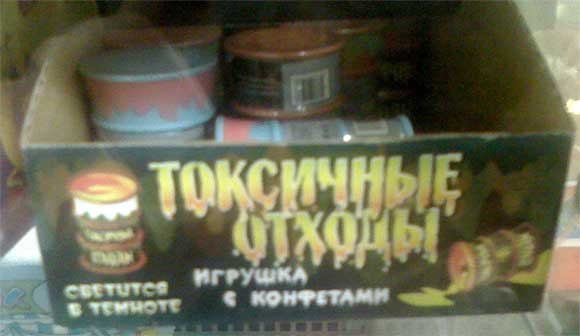 ТОКСИЧНЫЕ
ОТХОДЫ
СВЕТИТСЯ
В ТЕМНОТЕ
ИГРУШКА
С КОНФЕТАМИ